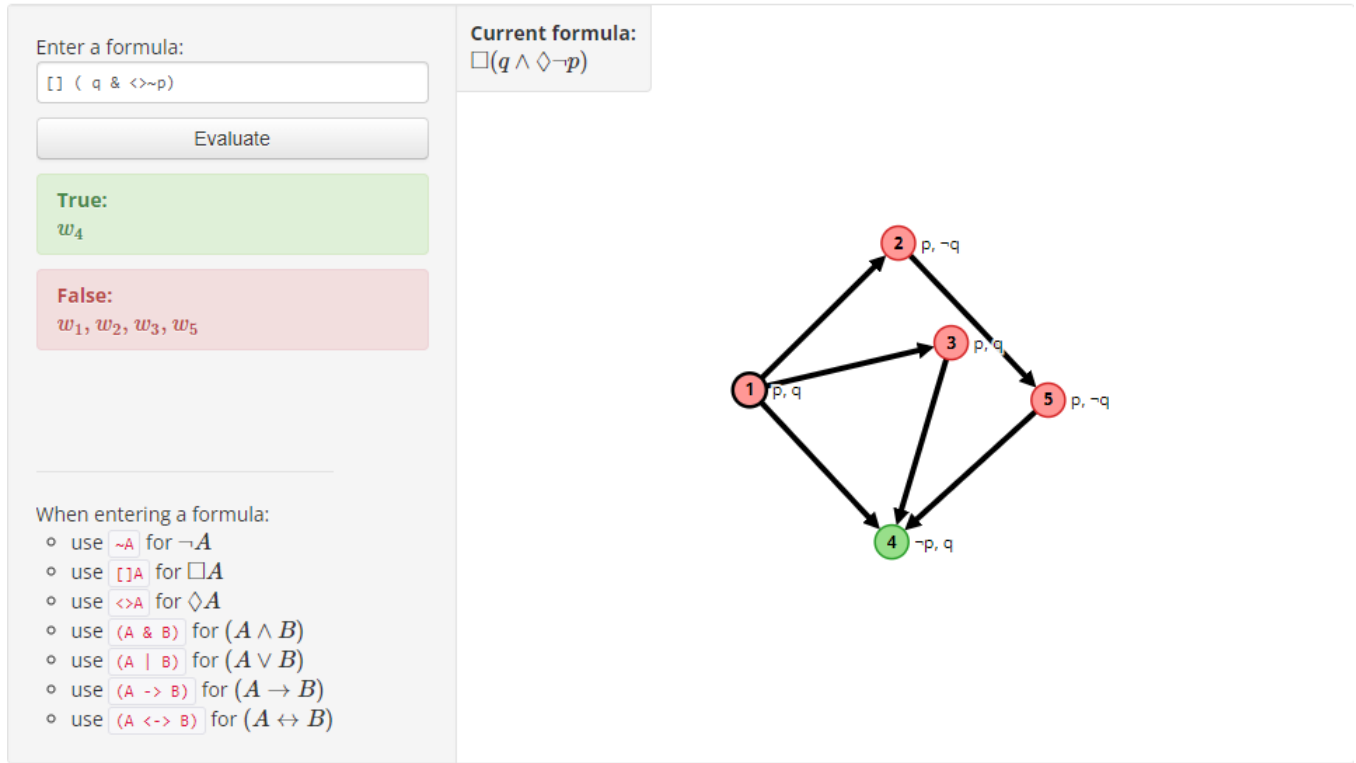 Enter a formula:
[] ( q & <>~p)
Evaluate
True:
w₄
False:
w₁, w₂, w₃, w₅
When entering a formula:
use ~A for ¬A
use []A for □A
use <>A for ◊A
use (A & B) for (A ∧ B)
use (A | B) for (A ∨ B)
use (A -> B) for (A → B)
use (A <-> B) for (A ↔ B)
Current formula:
□(q ∧ ◊¬p)
2 p, ¬q
3 p, q
1 p, q
5 p, ¬q
4 ¬p, q